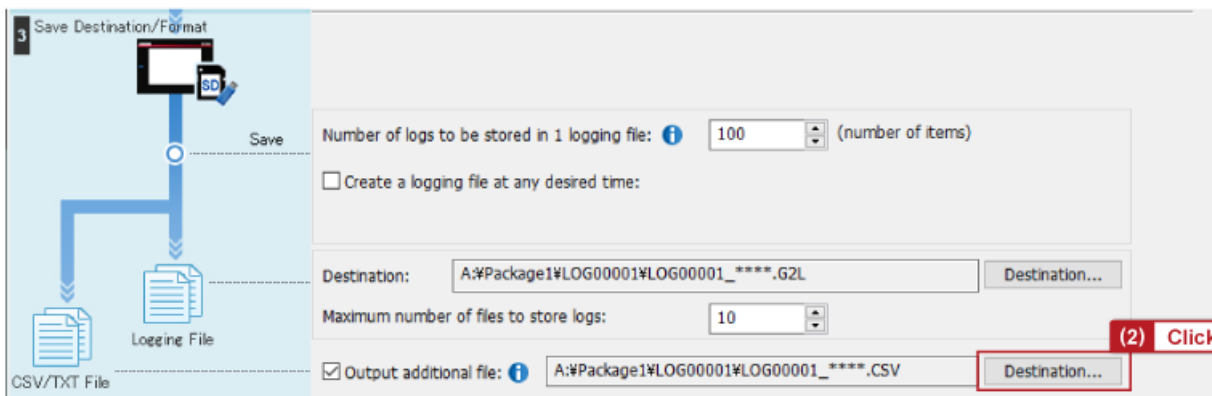 3 Save Destination/Format
SD
Save
Number of logs to be stored in 1 logging file: i 100 (number of items)
Create a logging file at any desired time:
Destination: A:¥Package1¥LOG00001¥LOG00001_****.G2L Destination...
Maximum number of files to store logs: 10
Logging File
(2) Click
CSV/TXT File
Output additional file: i A:¥Package1¥LOG00001¥LOG00001_****.CSV Destination...